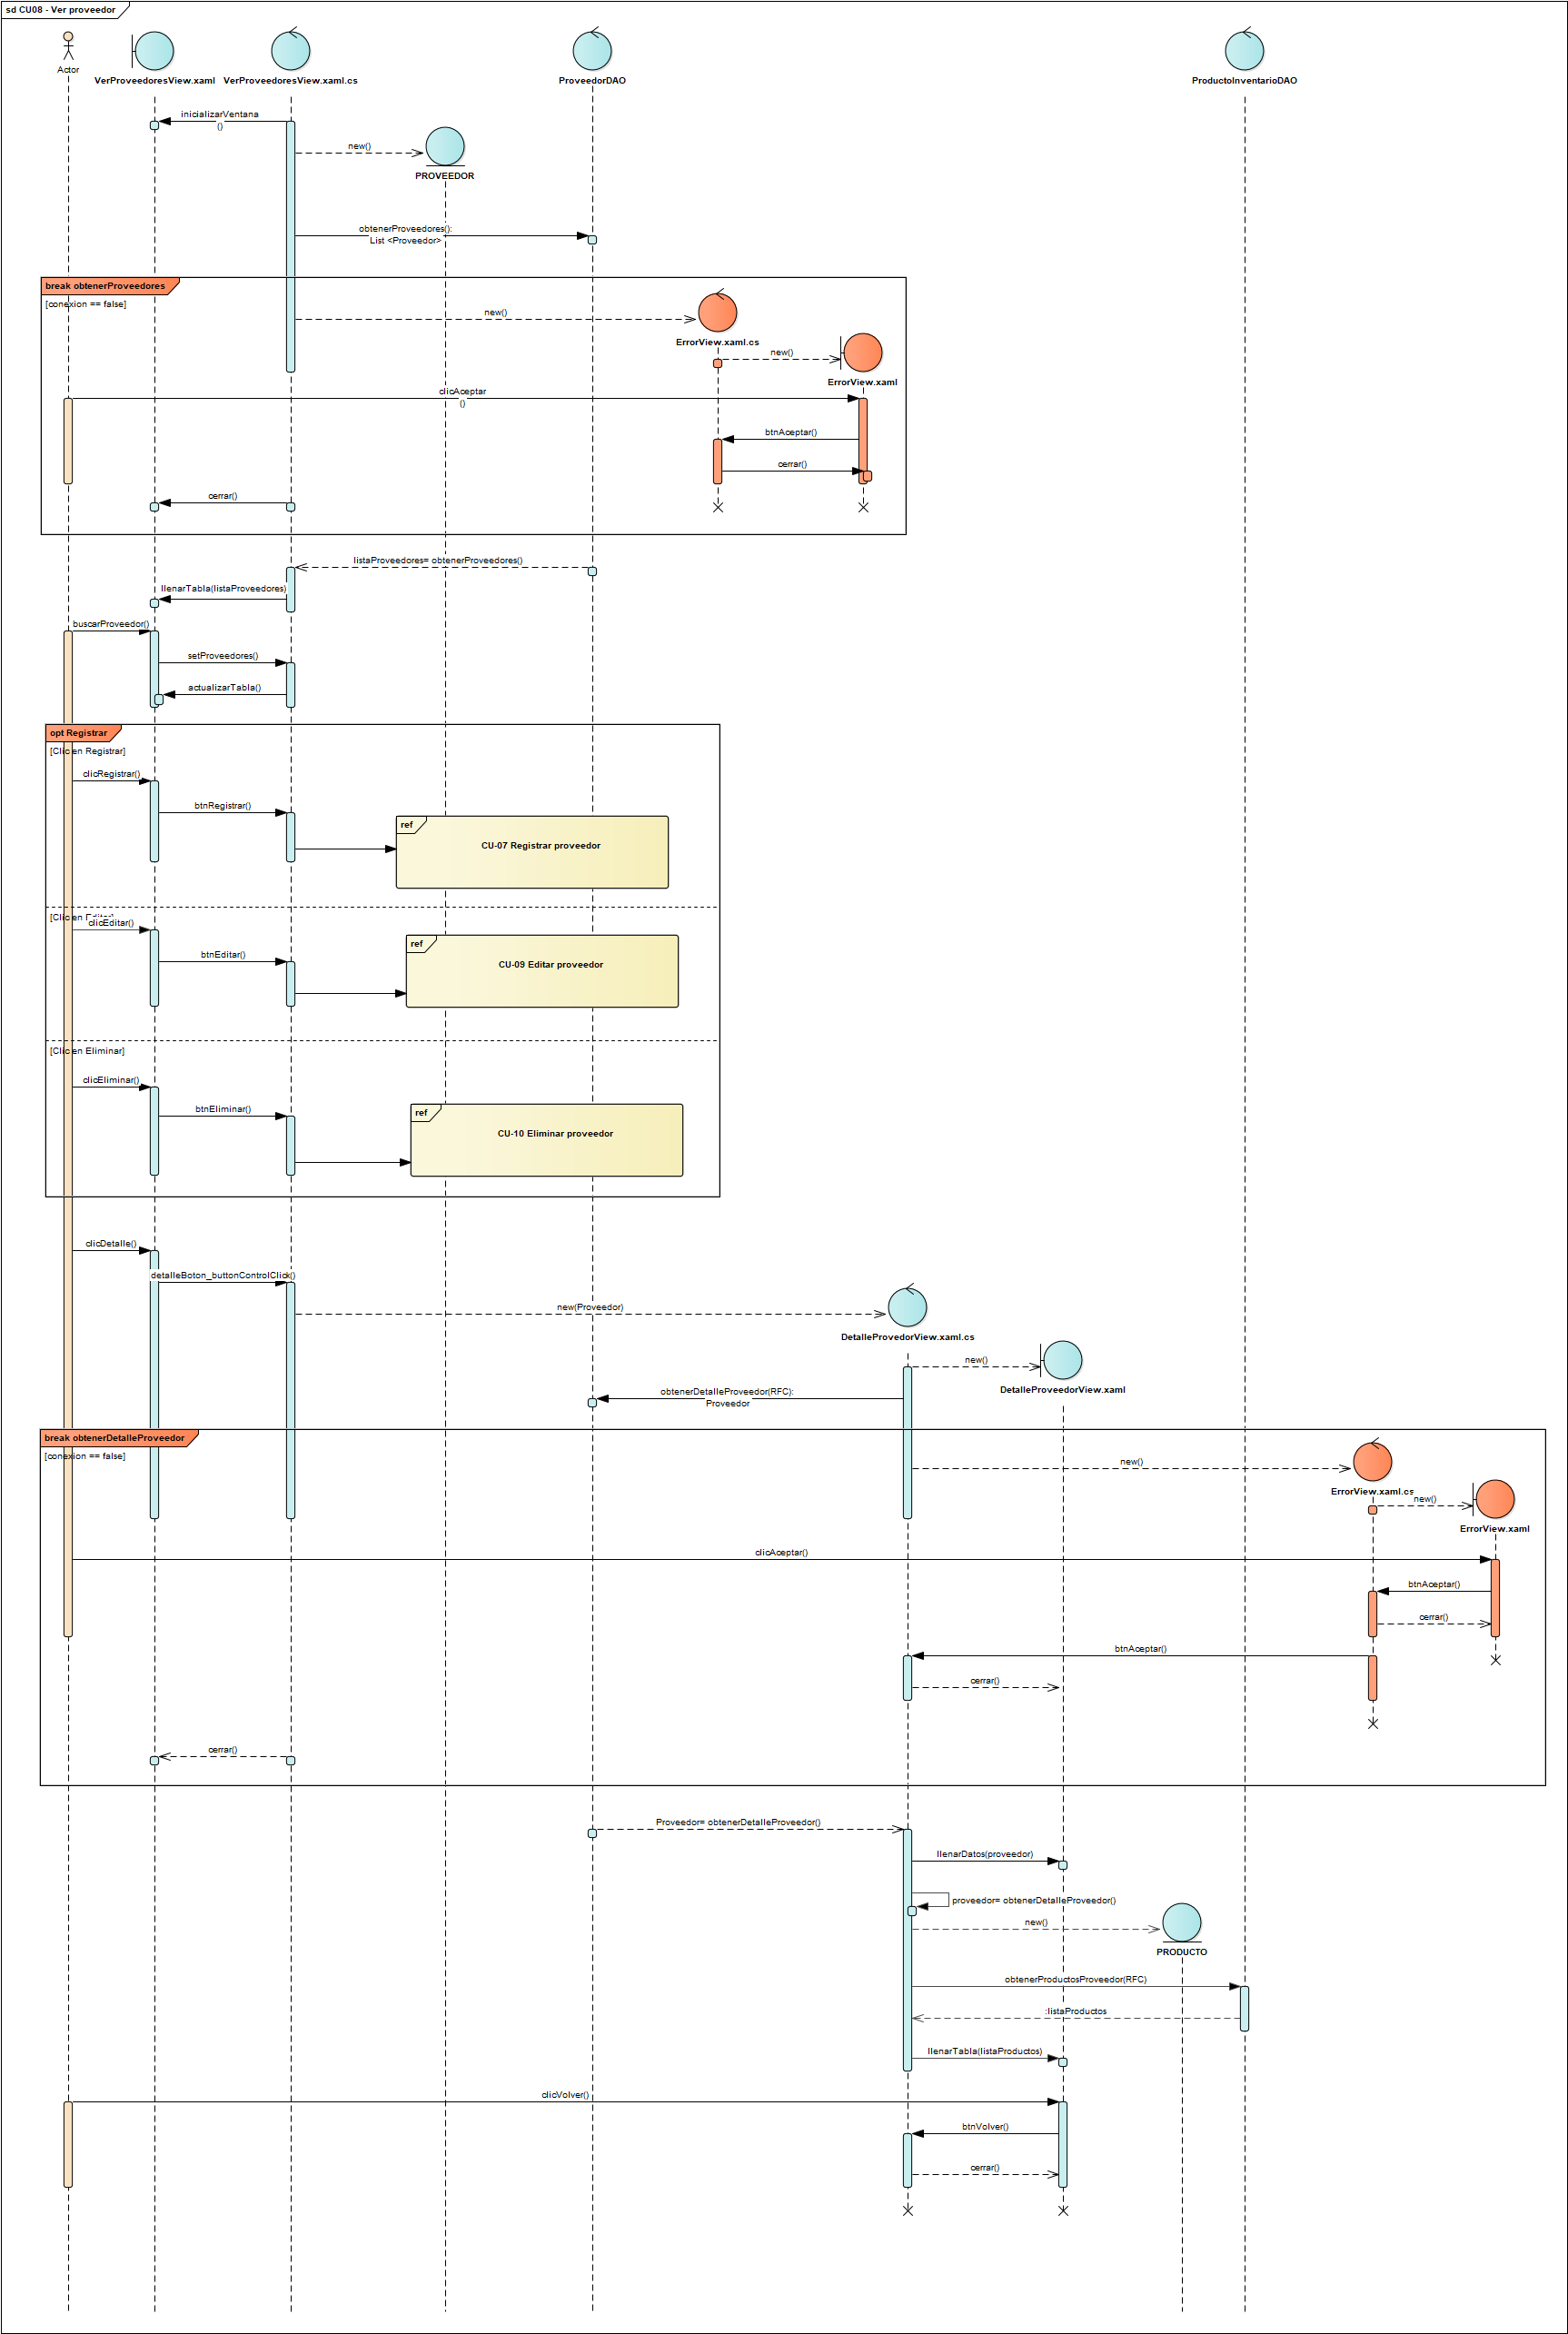 sd CU08 - Ver proveedor
Actor
VerProveedoresView.xaml
VerProveedoresView.xaml.cs
ProveedorDAO
ProductoInventarioDAO
inicializarVentana
()
new()
PROVEEDOR
obtenerProveedores():
List <Proveedor>
break obtenerProveedores
[conexion == false]
new()
ErrorView.xaml.cs
new()
ErrorView.xaml
clicAceptar
()
btnAceptar()
cerrar()
cerrar()
listaProveedores= obtenerProveedores()
llenarTabla(listaProveedores)
buscarProveedor()
setProveedores()
actualizarTabla()
opt Registrar
[Clic en Registrar]
clicRegistrar()
btnRegistrar()
ref
CU-07 Registrar proveedor
[Clic en Editar]
clicEditar()
btnEditar()
ref
CU-09 Editar proveedor
[Clic en Eliminar]
clicEliminar()
btnEliminar()
ref
CU-10 Eliminar proveedor
clicDetalle()
detalleBoton_buttonControlClick()
new(Proveedor)
DetalleProvedorView.xaml.cs
new()
DetalleProveedorView.xaml
obtenerDetalleProveedor(RFC):
Proveedor
break obtenerDetalleProveedor
[conexion == false]
new()
ErrorView.xaml.cs
new()
ErrorView.xaml
clicAceptar()
btnAceptar()
cerrar()
btnAceptar()
cerrar()
cerrar()
Proveedor= obtenerDetalleProveedor()
llenarDatos(proveedor)
proveedor= obtenerDetalleProveedor()
new()
PRODUCTO
obtenerProductosProveedor(RFC)
:listaProductos
llenarTabla(listaProductos)
clicVolver()
btnVolver()
cerrar()